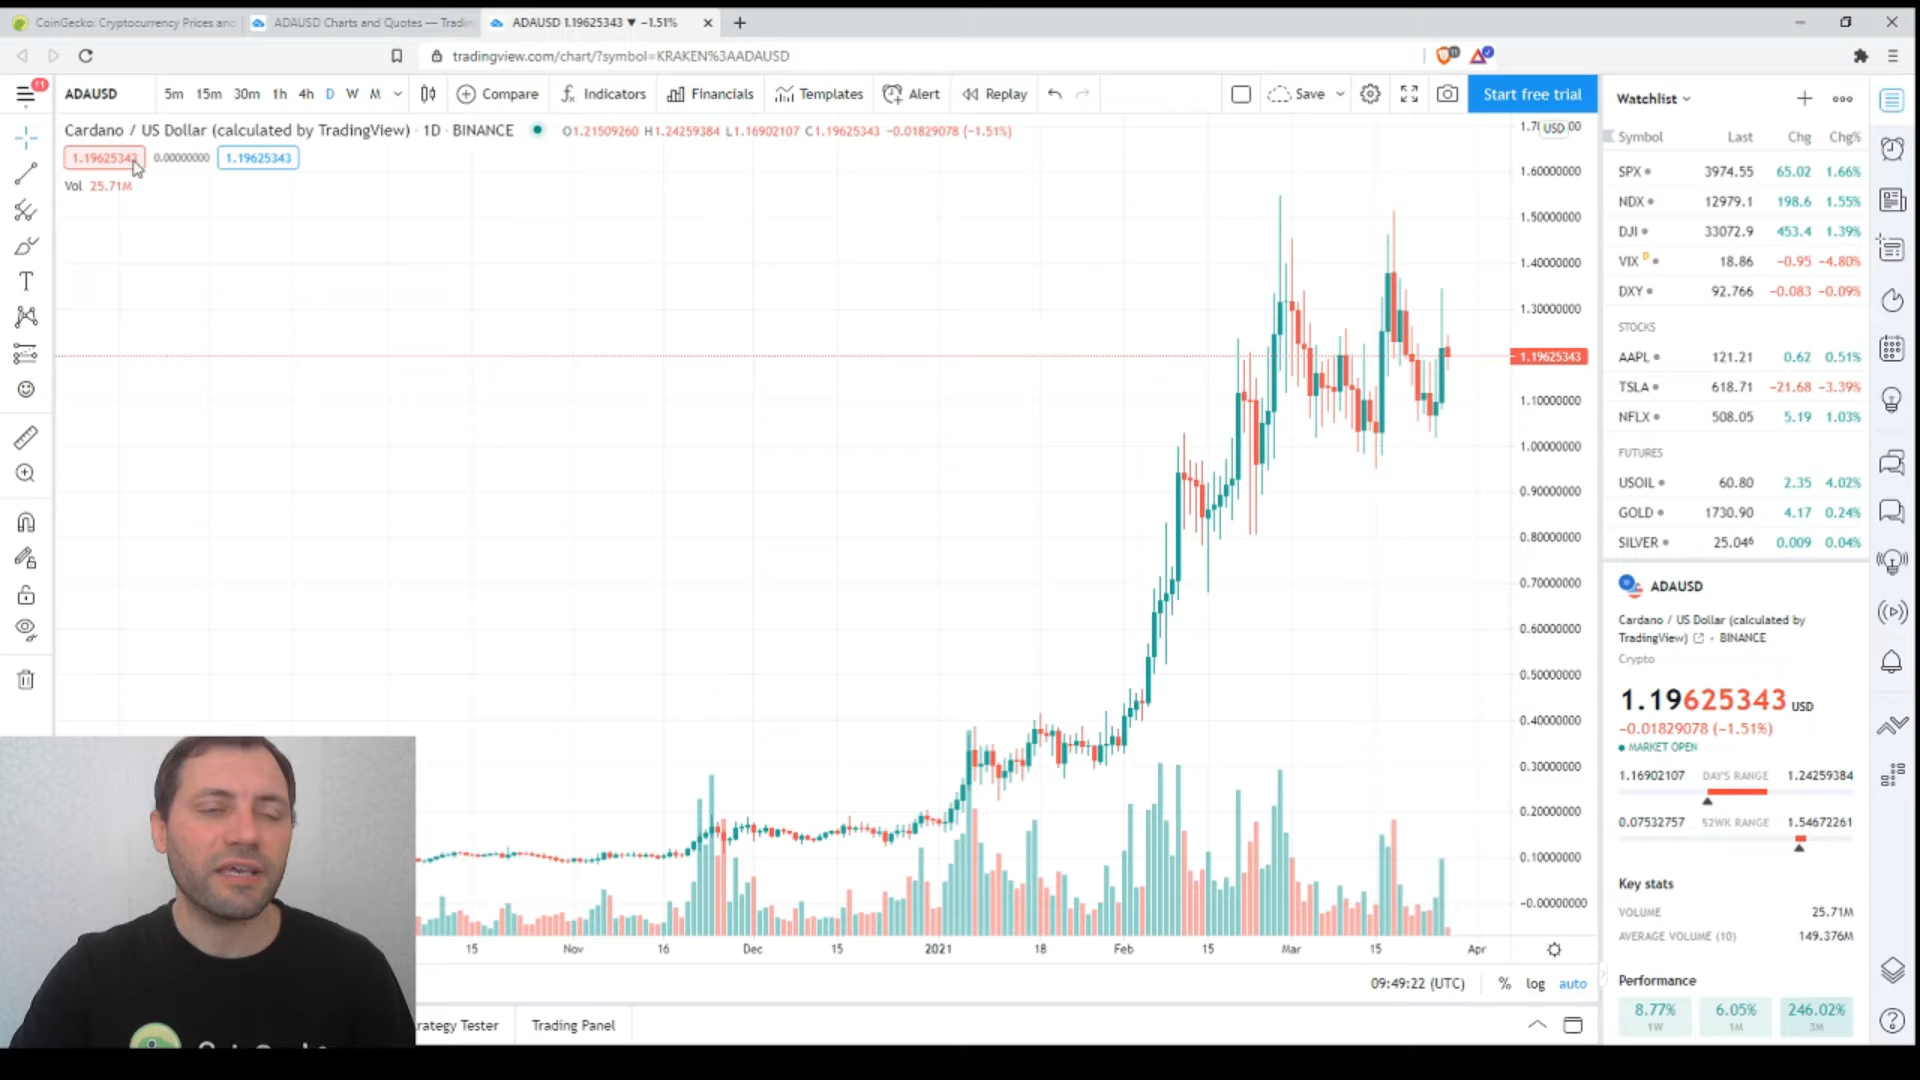 CoinGecko: Cryptocurrency Prices and
ADAUSD Charts and Quotes — Tradin
ADAUSD 1.19625343 ▼ −1.51%
tradingview.com/chart/?symbol=KRAKEN%3AADAUSD
11
ADAUSD
5m 15m 30m 1h 4h D W M
Compare
Indicators
Financials
Templates
Alert
Replay
Save
Start free trial
Cardano / US Dollar (calculated by TradingView) · 1D · BINANCE
O1.21509260 H1.24259384 L1.16902107 C1.19625343 −0.01829078 (−1.51%)
1.19625343 0.00000000 1.19625343
Vol 25.71M
USD
1.60000000
1.50000000
1.40000000
1.30000000
1.19625343
1.10000000
1.00000000
0.90000000
0.80000000
0.70000000
0.60000000
0.50000000
0.40000000
0.30000000
0.20000000
0.10000000
−0.00000000
15 Nov 16 Dec 15 2021 18 Feb 15 Mar 15 Apr
09:49:22 (UTC) % log auto
rategy Tester
Trading Panel
Watchlist
Symbol Last Chg Chg%
SPX 3974.55 65.02 1.66%
NDX 12979.1 198.6 1.55%
DJI 33072.9 453.4 1.39%
VIX D 18.86 −0.95 −4.80%
DXY 92.766 −0.083 −0.09%
STOCKS
AAPL 121.21 0.62 0.51%
TSLA 618.71 −21.68 −3.39%
NFLX 508.05 5.19 1.03%
FUTURES
USOIL 60.80 2.35 4.02%
GOLD 1730.90 4.17 0.24%
SILVER 25.046 0.009 0.04%
ADAUSD
Cardano / US Dollar (calculated by
TradingView) • BINANCE
Crypto
1.19625343 USD
−0.01829078 (−1.51%)
MARKET OPEN
1.16902107 DAY'S RANGE 1.24259384
0.07532757 52WK RANGE 1.54672261
Key stats
VOLUME 25.71M
AVERAGE VOLUME (10) 149.376M
Performance
8.77% 6.05% 246.02%
1W 1M 3M